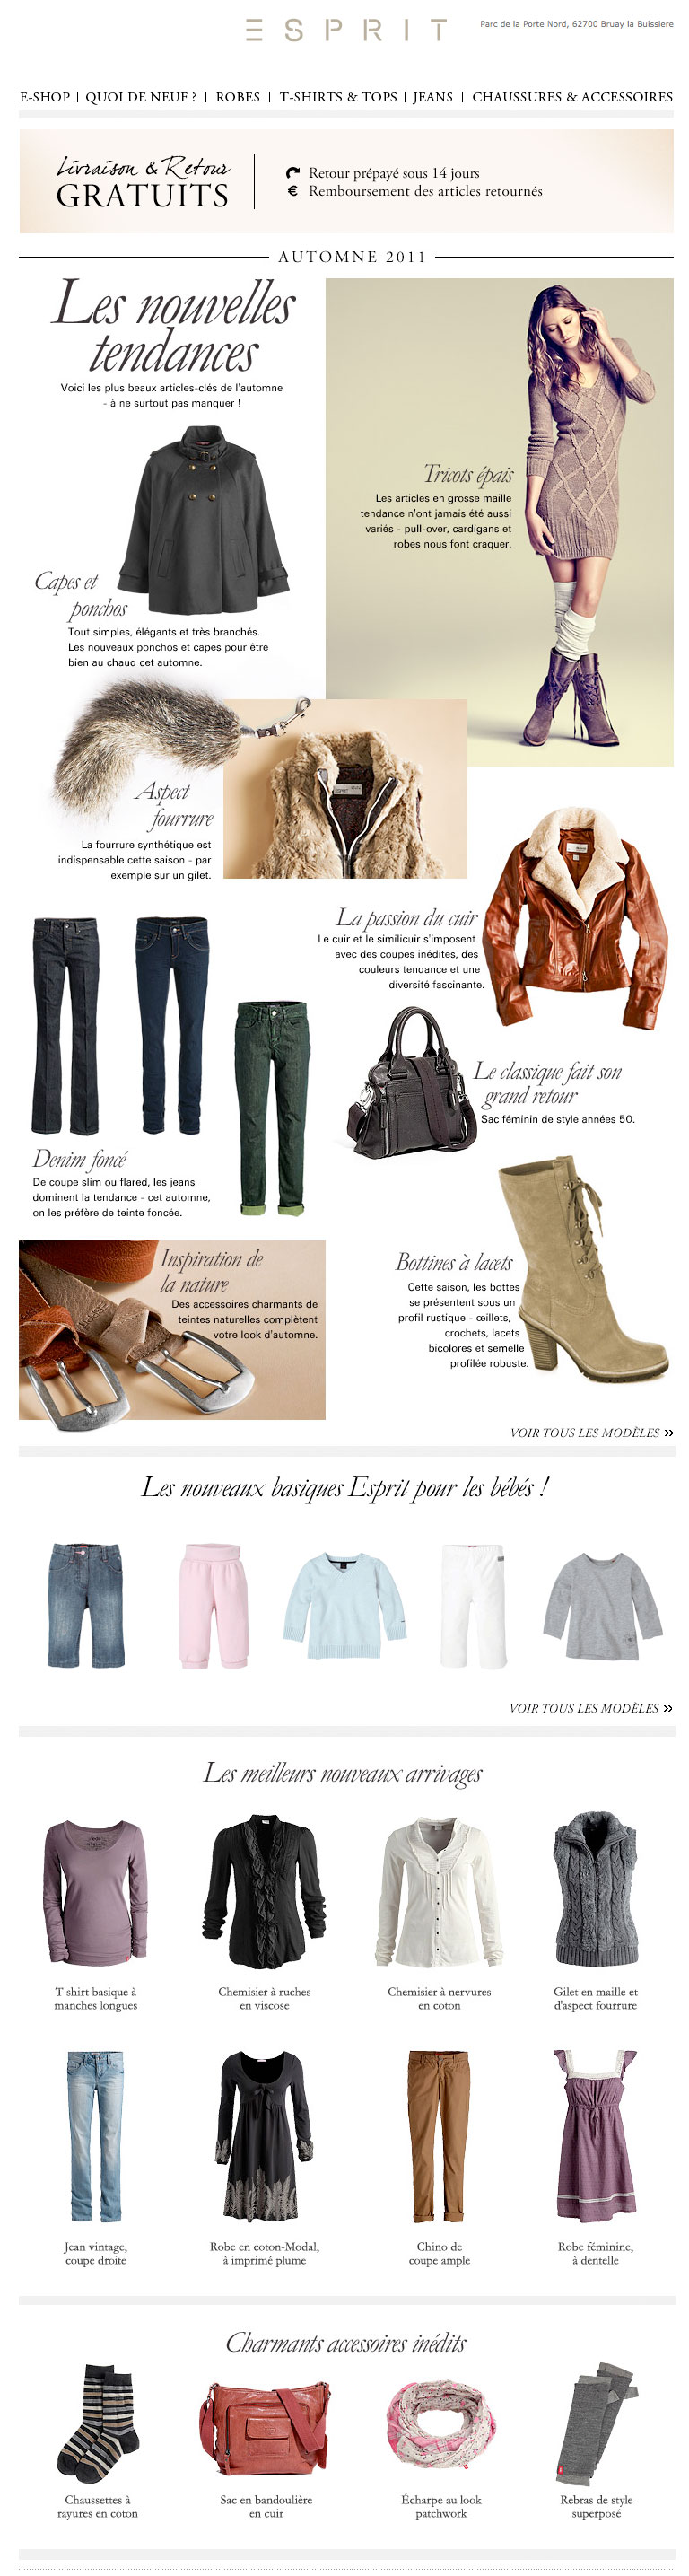 ESPRIT
Parc de la Porte Nord, 62700 Bruay la Buissiere
E-SHOP | QUOI DE NEUF ? | ROBES | T-SHIRTS & TOPS | JEANS | CHAUSSURES & ACCESSOIRES
Livraison & Retour
GRATUITS
Retour prépayé sous 14 jours
€ Remboursement des articles retournés
AUTOMNE 2011
Les nouvelles
tendances
Voici les plus beaux articles-clés de l'automne
- à ne surtout pas manquer !
Tricots épais
Les articles en grosse maille
tendance n'ont jamais été aussi
variés - pull-over, cardigans et
robes nous font craquer.
Capes et
ponchos
Tout simples, élégants et très branchés.
Les nouveaux ponchos et capes pour être
bien au chaud cet automne.
Aspect
fourrure
La fourrure synthétique est
indispensable cette saison - par
exemple sur un gilet.
La passion du cuir
Le cuir et le similicuir s'imposent
avec des coupes inédites, des
couleurs tendance et une
diversité fascinante.
Le classique fait son
grand retour
Sac féminin de style années 50.
Denim foncé
De coupe slim ou flared, les jeans
dominent la tendance - cet automne,
on les préfère de teinte foncée.
Inspiration de
la nature
Des accessoires charmants de
teintes naturelles complètent
votre look d'automne.
Bottines à lacets
Cette saison, les bottes
se présentent sous un
profil rustique - œillets,
crochets, lacets
bicolores et semelle
profilée robuste.
VOIR TOUS LES MODÈLES »
Les nouveaux basiques Esprit pour les bébés !
VOIR TOUS LES MODÈLES »
Les meilleurs nouveaux arrivages
T-shirt basique à
manches longues
Chemisier à ruches
en viscose
Chemisier à nervures
en coton
Gilet en maille et
d'aspect fourrure
Jean vintage,
coupe droite
Robe en coton-Modal,
à imprimé plume
Chino de
coupe ample
Robe féminine,
à dentelle
Charmants accessoires inédits
Chaussettes à
rayures en coton
Sac en bandoulière
en cuir
Écharpe au look
patchwork
Rebras de style
superposé